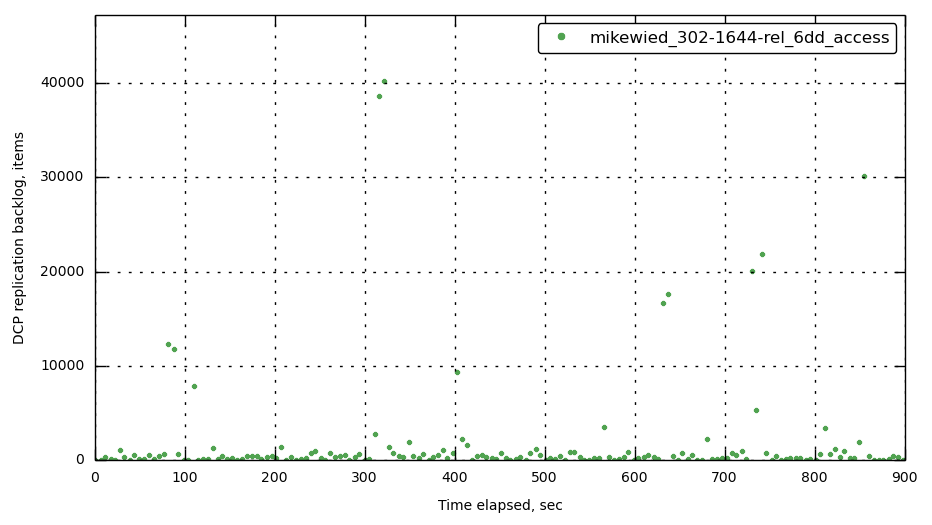 mikewied_302-1644-rel_6dd_access
40000
30000
20000
10000
0
DCP replication backlog, items
0 100 200 300 400 500 600 700 800 900
Time elapsed, sec